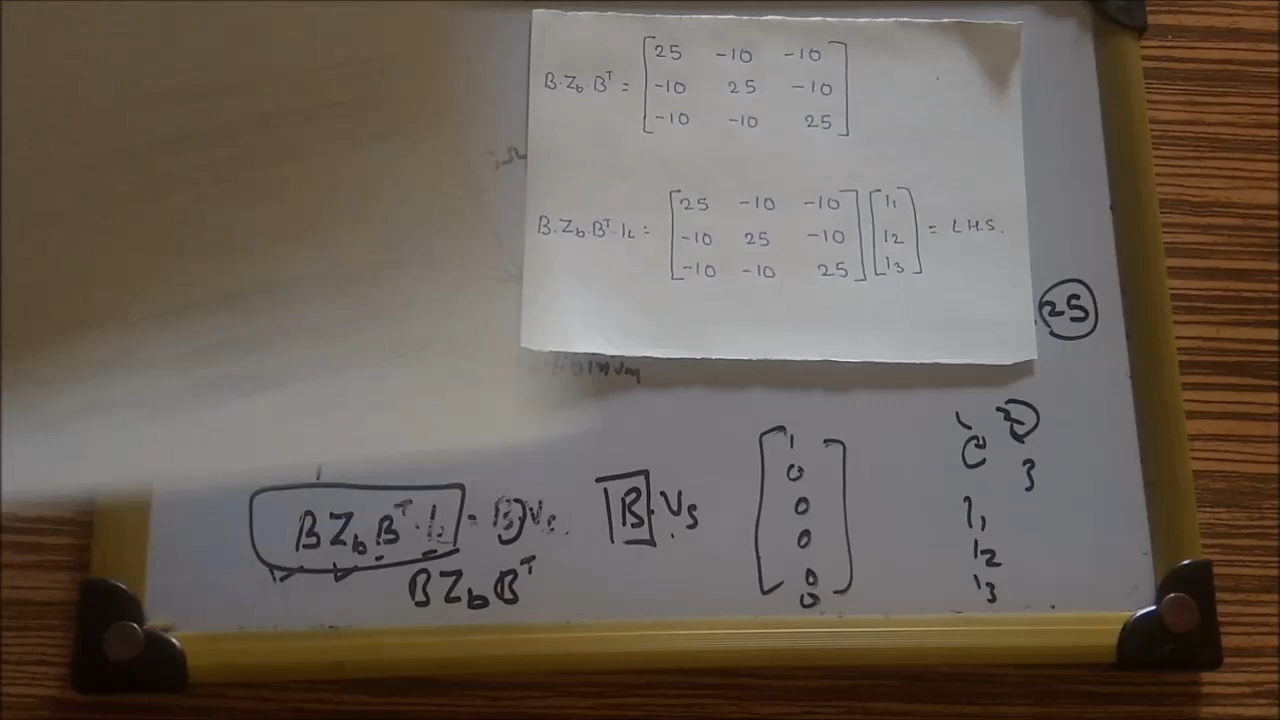 25 -10 -10
B.Z_b.B^T = -10 25 -10
-10 -10 25
25 -10 -10 I1
B.Z_b.B^T.I_L = -10 25 -10 I2 = L.H.S.
-10 -10 25 I3
25
1
0
0
0
0
0
B Z_b B^T . I_L = B V_s
B . V_s
B Z_b B^T
3
I1
I2
I3